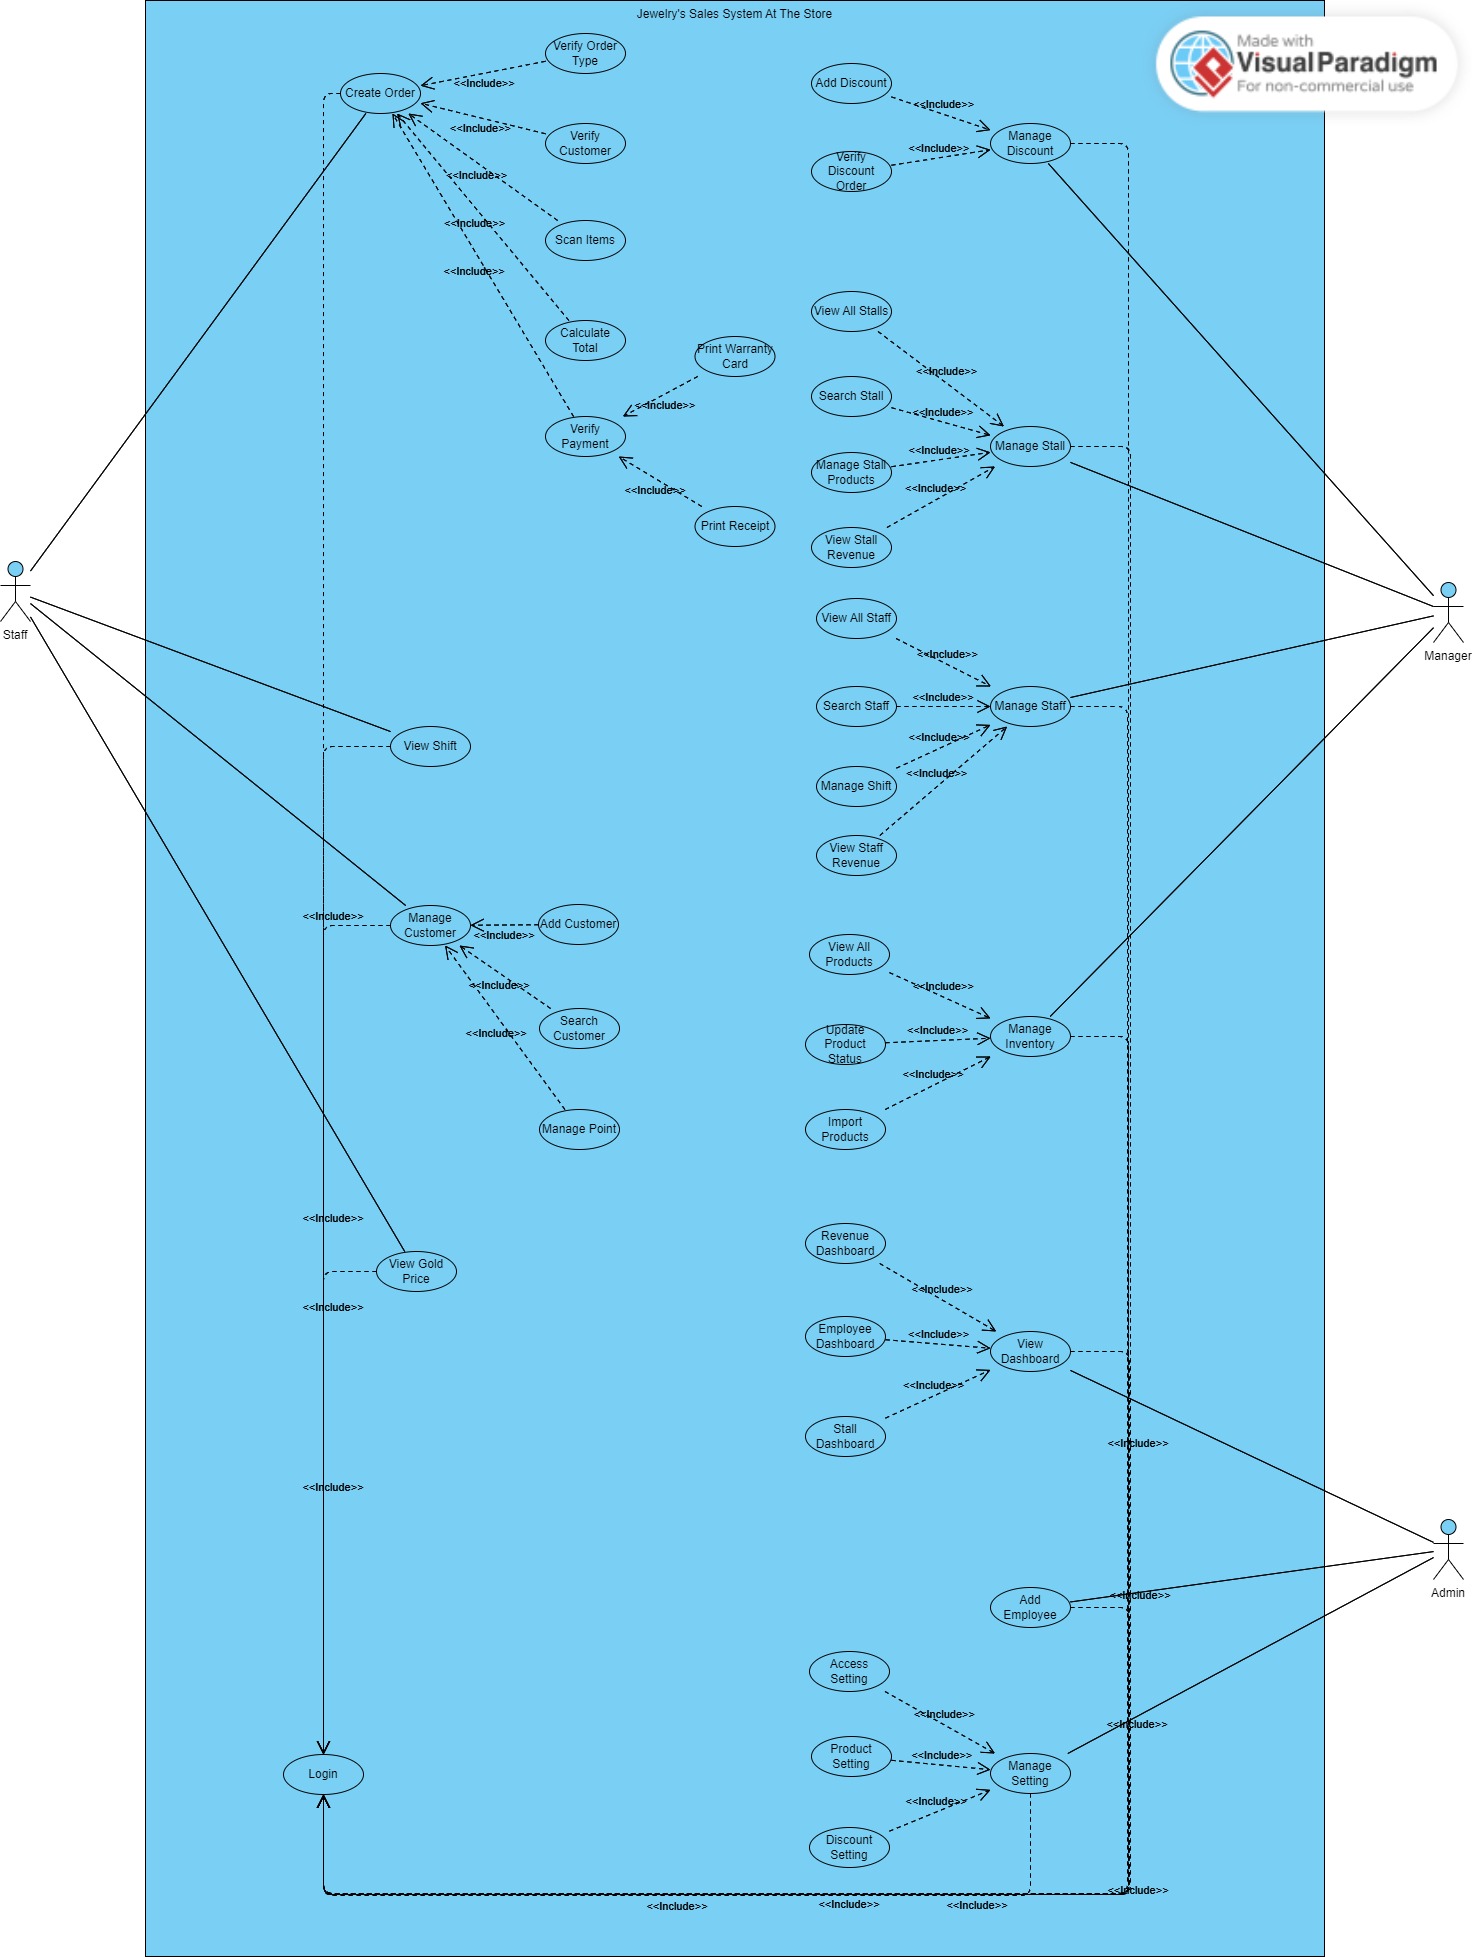 Jewelry's Sales System At The Store
Made with
VisualParadigm
For non-commercial use
Verify Order
Type
<<Include>>
Create Order
<<Include>>
Verify
Customer
<<Include>>
Scan Items
<<Include>>
<<Include>>
Calculate
Total
Print Warranty
Card
<<Include>>
Verify
Payment
<<Include>>
Print Receipt
Add Discount
<<Include>>
Manage
Discount
<<Include>>
Verify
Discount
Order
View All Stalls
<<Include>>
Search Stall
<<Include>>
Manage Stall
<<Include>>
Manage Stall
Products
<<Include>>
View Stall
Revenue
Staff
Manager
View All Staff
<<Include>>
Search Staff
<<Include>>
Manage Staff
<<Include>>
<<Include>>
Manage Shift
View Staff
Revenue
View Shift
<<Include>>
Manage
Customer
Add Customer
<<Include>>
<<Include>>
Search
Customer
<<Include>>
Manage Point
View All
Products
<<Include>>
Update
Product
Status
<<Include>>
Manage
Inventory
<<Include>>
Import
Products
<<Include>>
View Gold
Price
<<Include>>
Revenue
Dashboard
<<Include>>
Employee
Dashboard
<<Include>>
View
Dashboard
<<Include>>
Stall
Dashboard
<<Include>>
<<Include>>
Admin
Add
Employee
<<Include>>
Access
Setting
<<Include>>
<<Include>>
Product
Setting
<<Include>>
Manage
Setting
<<Include>>
Discount
Setting
Login
<<Include>>
<<Include>>
<<Include>>
<<Include>>